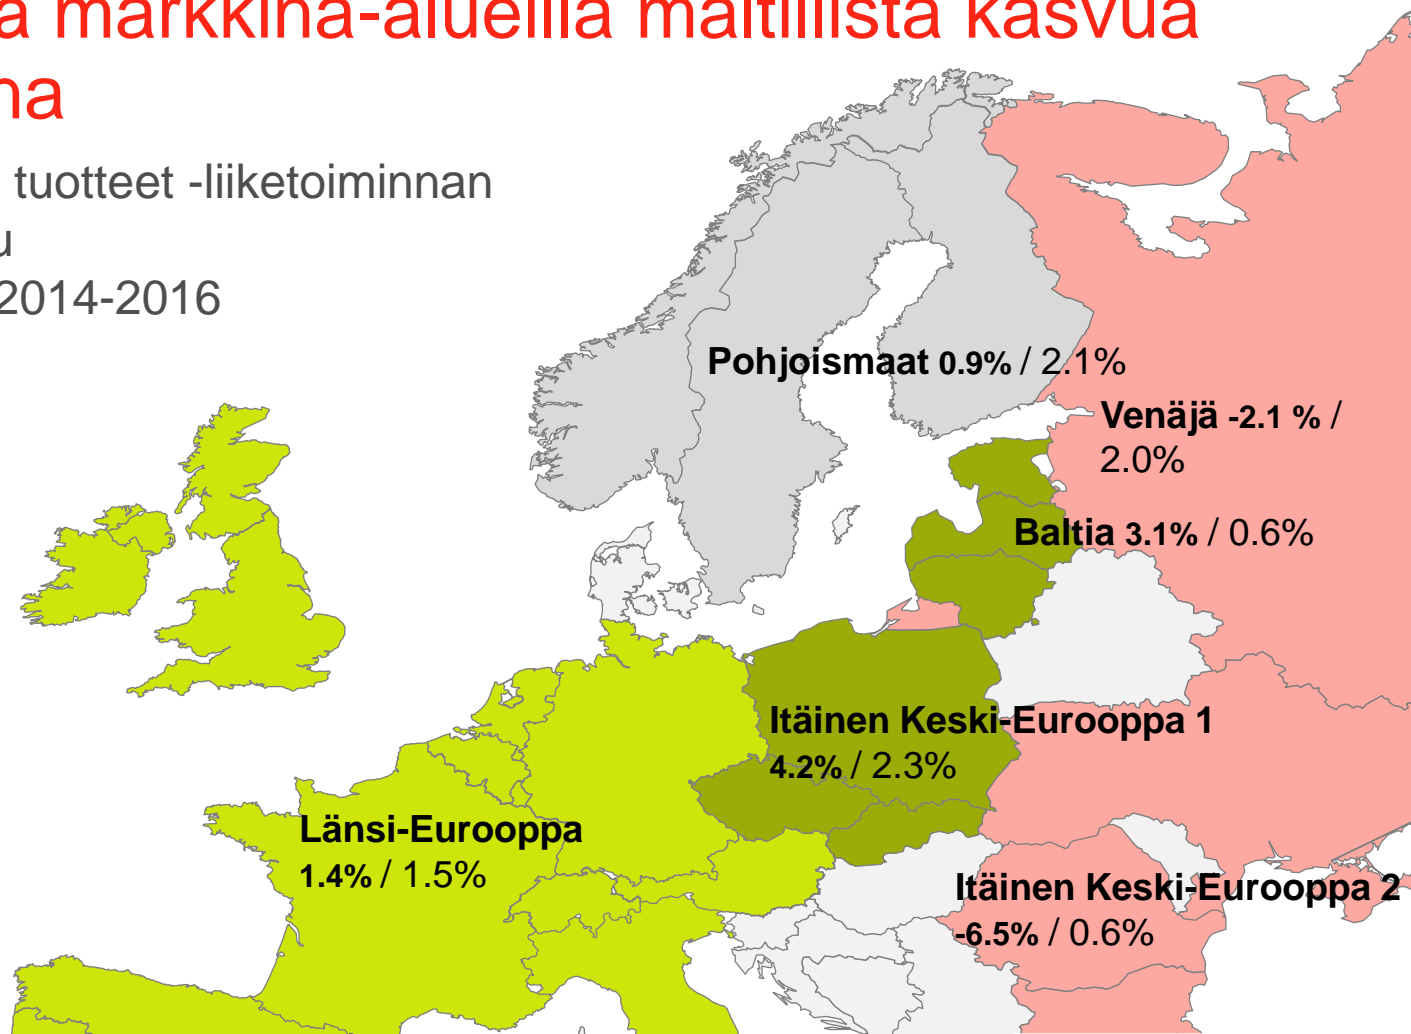 markkina-alueilla maltillista kasvua
tuotteet -liiketoiminnan
2014-2016
Pohjoismaat 0.9% / 2.1%
Venäjä -2.1 % /
2.0%
Baltia 3.1% / 0.6%
Itäinen Keski-Eurooppa 1
4.2% / 2.3%
Länsi-Eurooppa
1.4% / 1.5%
Itäinen Keski-Eurooppa 2
-6.5% / 0.6%